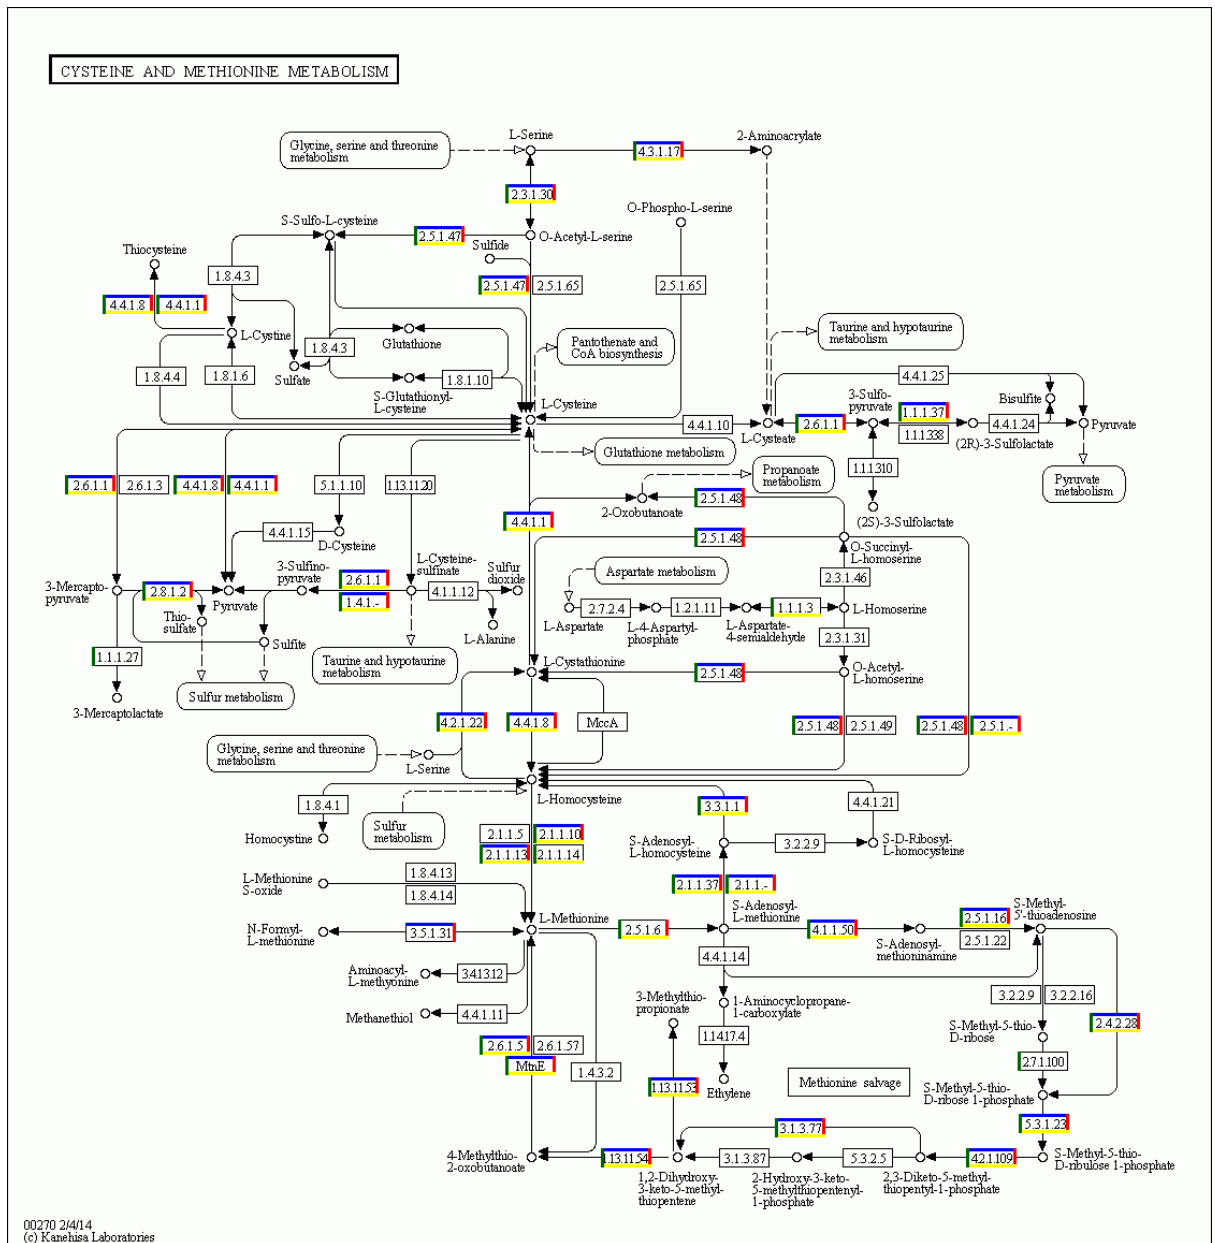 CYSTEINE AND METHIONINE METABOLISM
L-Serine
2-Aminoacrylate
Glycine, serine and threonine
metabolism
4.3.1.17
2.3.1.30
O-Phospho-L-serine
S-Sulfo-L-cysteine
2.5.1.47
O-Acetyl-L-serine
Thiocysteine
Sulfide
1.8.4.3
2.5.1.47
2.5.1.65
2.5.1.65
4.4.1.8
4.4.1.1
L-Cystine
Glutathione
1.8.4.3
Pantothenate and
CoA biosynthesis
Taurine and hypotaurine
metabolism
1.8.4.4
1.8.1.6
Sulfate
1.8.1.10
S-Glutathionyl
L-cysteine
4.4.1.25
3-Sulfo-
pyruvate
Bisulfite
L-Cysteine
4.4.1.10
L-Cysteate
2.6.1.1
1.1.1.37
1.1.1.338
(2R)-3-Sulfolactate
4.4.1.24
Pyruvate
Glutathione metabolism
1.1.1.310
Propanoate
metabolism
Pyruvate
metabolism
2.6.1.1
2.6.1.3
4.4.1.8
4.4.1.1
5.1.1.10
1.13.11.20
2-Oxobutanoate
2.5.1.48
(2S)-3-Sulfolactate
4.4.1.15
D-Cysteine
4.4.1.1
2.5.1.48
O-Succinyl-
L-homoserine
3-Mercapto-
pyruvate
2.8.1.2
Pyruvate
3-Sulfino-
pyruvate
2.6.1.1
1.4.1.-
L-Cysteine-
sulfinate
4.1.1.12
Sulfur
dioxide
Aspartate metabolism
2.3.1.46
L-Aspartate
2.7.2.4
L-4-Aspartyl-
phosphate
1.2.1.11
L-Aspartate-
4-semialdehyde
1.1.1.3
L-Homoserine
Thio-
sulfate
Sulfite
L-Alanine
2.3.1.31
1.1.1.27
Taurine and hypotaurine
metabolism
L-Cystathionine
2.5.1.48
O-Acetyl-
L-homoserine
Sulfur metabolism
3-Mercaptolactate
4.2.1.22
4.4.1.8
MccA
2.5.1.48
2.5.1.49
2.5.1.48
2.5.1.-
Glycine, serine and threonine
metabolism
L-Serine
L-Homocysteine
1.8.4.1
3.3.1.1
4.4.1.21
Homocystine
Sulfur
metabolism
2.1.1.5
2.1.1.10
2.1.1.13
2.1.1.14
S-Adenosyl-
L-homocysteine
3.2.2.9
S-D-Ribosyl-
L-homocysteine
L-Methionine
S-oxide
1.8.4.13
1.8.4.14
2.1.1.37
2.1.1.-
N-Formyl-
L-methionine
3.5.1.31
L-Methionine
2.5.1.6
S-Adenosyl-
L-methionine
4.1.1.50
S-Adenosyl-
methioninamine
2.5.1.16
2.5.1.22
S-Methyl-
5'-thioadenosine
4.4.1.14
Aminoacyl-
L-methyonine
3.4.13.12
Methanethiol
4.4.1.11
3-Methylthio-
propionate
1-Aminocyclopropane-
1-carboxylate
3.2.2.9
3.2.2.16
S-Methyl-5-thio-
D-ribose
2.4.2.28
1.14.17.4
2.6.1.5
2.6.1.57
MtnE
1.4.3.2
1.13.11.53
Ethylene
Methionine salvage
2.7.1.100
S-Methyl-5-thio-
D-ribose 1-phosphate
5.3.1.23
3.1.3.77
4-Methylthio-
2-oxobutanoate
1.13.11.54
3.1.3.87
5.3.2.5
4.2.1.109
S-Methyl-5-thio-
D-ribulose 1-phosphate
1,2-Dihydroxy-
3-keto-5-methyl-
thiopentene
2-Hydroxy-3-keto-
5-methylthiopentenyl-
1-phosphate
2,3-Diketo-5-methyl-
thiopentyl-1-phosphate
00270 2/4/14
(c) Kanehisa Laboratories